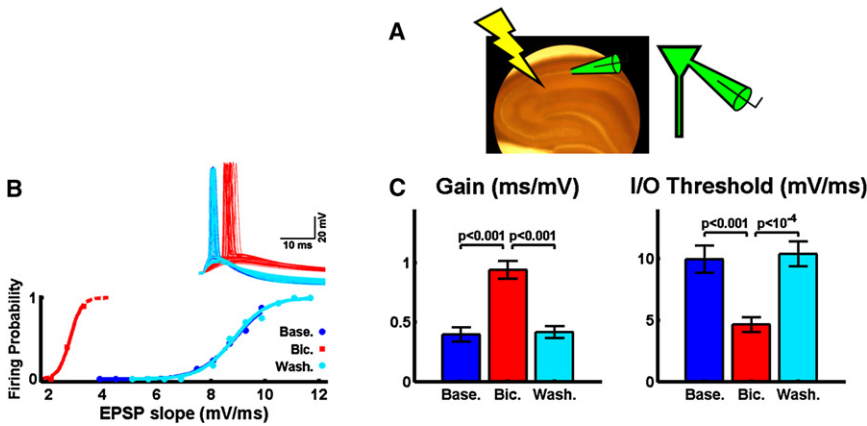 A
B
20 mV
10 ms
Firing Probability
1
0
Base.
Bic.
Wash.
2 4 6 8 10 12
EPSP slope (mV/ms)
C
Gain (ms/mV)
p<0.001 p<0.001
1
0.5
0
Base. Bic. Wash.
I/O Threshold (mV/ms)
p<0.001 p<10⁻⁴
10
5
0
Base. Bic. Wash.